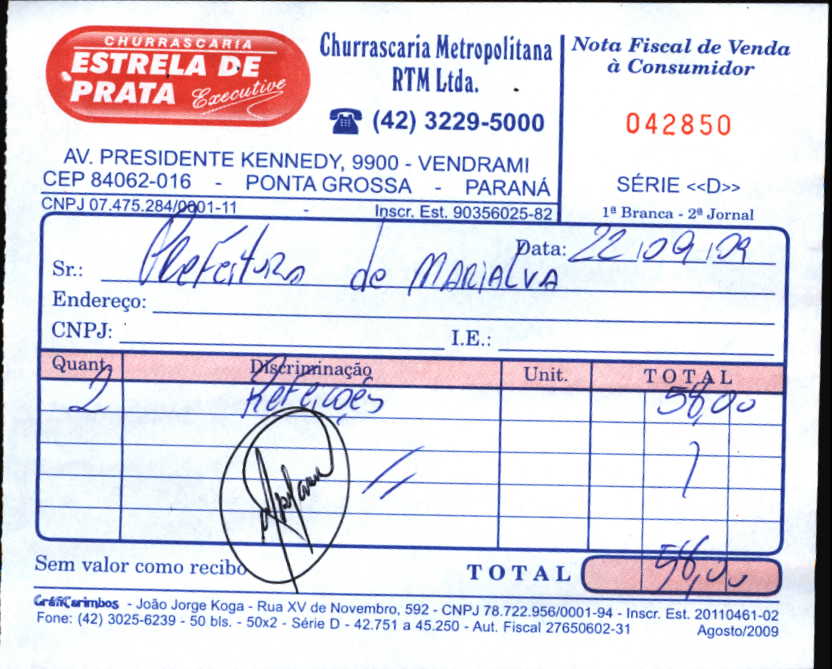 CHURRASCARIA
ESTRELA DE
PRATA Executive
Churrascaria Metropolitana
RTM Ltda.
(42) 3229-5000
Nota Fiscal de Venda
à Consumidor
042850
SÉRIE <<D>>
1ª Branca - 2ª Jornal
AV. PRESIDENTE KENNEDY, 9900 - VENDRAMI
CEP 84062-016 - PONTA GROSSA - PARANÁ
CNPJ 07.475.284/0001-11 - Inscr. Est. 90356025-82
Data: 22/09/09
Sr.: Prefeitura de MARIALVA
Endereço:
CNPJ: I.E.:
Quant. Discriminação Unit. TOTAL
2 Refeições 58,00
Sem valor como recibo TOTAL 58,00
GráfiCarimbos - João Jorge Koga - Rua XV de Novembro, 592 - CNPJ 78.722.956/0001-94 - Inscr. Est. 20110461-02
Fone: (42) 3025-6239 - 50 bls. - 50x2 - Série D - 42.751 a 45.250 - Aut. Fiscal 27650602-31 Agosto/2009